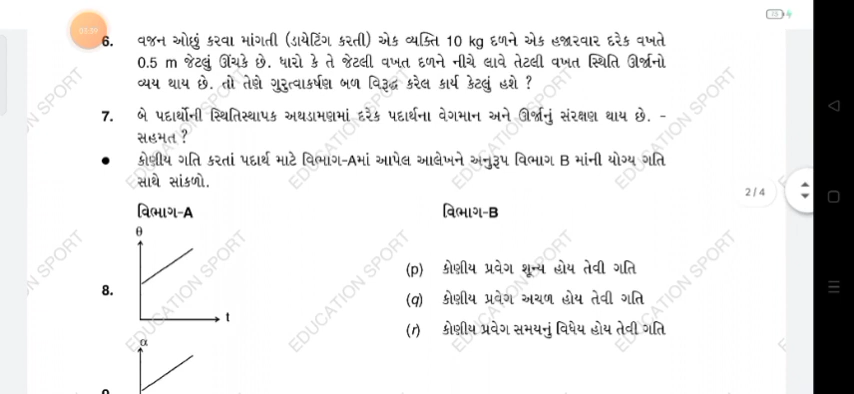 6. વજન ઓછું કરવા માંગતી (ડાયેટિંગ કરતી) એક વ્યક્તિ 10 kg દળને એક હજારવાર દરેક વખતે
0.5 m જેટલું ઊંચકે છે. ધારો કે તે જેટલી વખત દળને નીચે લાવે તેટલી વખત સ્થિતિ ઊર્જાનો
વ્યય થાય છે. તો તેણે ગુરુત્વાકર્ષણ બળ વિરૂદ્ધ કરેલ કાર્ય કેટલું હશે ?
7. બે પદાર્થોની સ્થિતિસ્થાપક અથડામણમાં દરેક પદાર્થના વેગમાન અને ઊર્જાનું સંરક્ષણ થાય છે. -
સહમત ?
• કોણીય ગતિ કરતાં પદાર્થ માટે વિભાગ-Aમાં આપેલ આલેખને અનુરૂપ વિભાગ B માંની યોગ્ય ગતિ
સાથે સાંકળો.
2/4
વિભાગ-A વિભાગ-B
θ
(p) કોણીય પ્રવેગ શૂન્ય હોય તેવી ગતિ
8.
(q) કોણીય પ્રવેગ અચળ હોય તેવી ગતિ
t
(r) કોણીય પ્રવેગ સમયનું વિધેય હોય તેવી ગતિ
α
EDUCATION SPORT